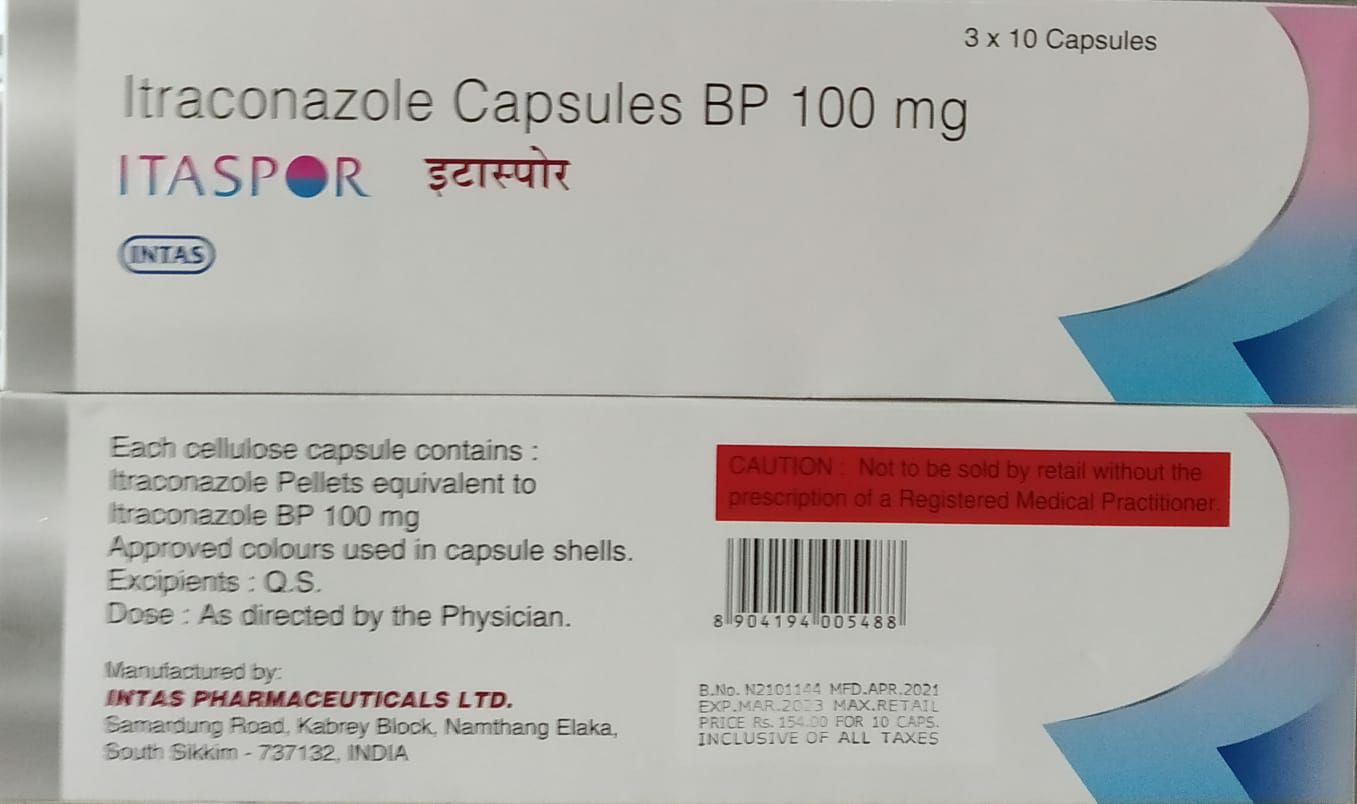 3 x 10 Capsules
Itraconazole Capsules BP 100 mg
ITASPOR इटास्पोर
INTAS
Each cellulose capsule contains :
Itraconazole Pellets equivalent to
Itraconazole BP 100 mg
Approved colours used in capsule shells.
Excipients : Q.S.
Dose : As directed by the Physician.
Manufactured by:
INTAS PHARMACEUTICALS LTD.
Samardung Road, Kabrey Block, Namthang Elaka,
South Sikkim - 737132, INDIA
CAUTION : Not to be sold by retail without the
prescription of a Registered Medical Practitioner.
8 904194 005488
B.No. N2101144 MFD.APR.2021
EXP.MAR.2023 MAX.RETAIL
PRICE Rs. 154.00 FOR 10 CAPS.
INCLUSIVE OF ALL TAXES